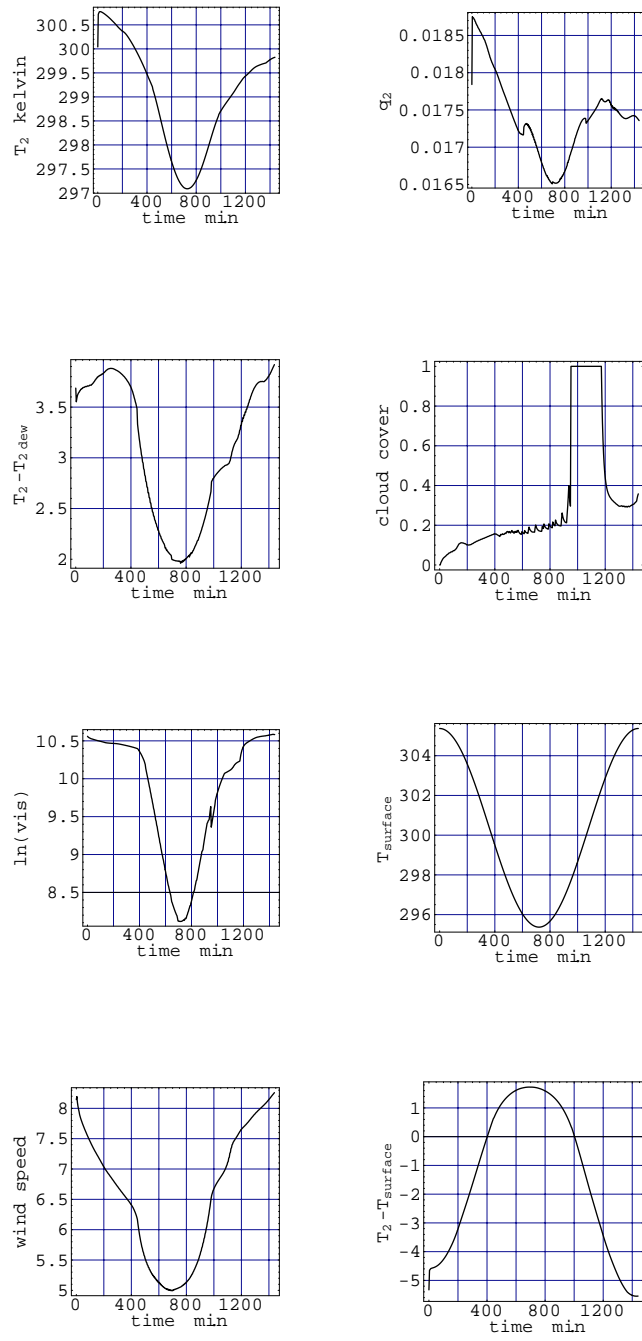 T2 kelvin
300.5
300
299.5
299
298.5
298
297.5
297
0 400 800 1200
time min
q2
0.0185
0.018
0.0175
0.017
0.0165
0 400 800 1200
time min
T2-T2 dew
3.5
3
2.5
2
0 400 800 1200
time min
cloud cover
1
0.8
0.6
0.4
0.2
0
0 400 800 1200
time min
ln(vis)
10.5
10
9.5
9
8.5
0 400 800 1200
time min
Tsurface
304
302
300
298
296
0 400 800 1200
time min
wind speed
8
7.5
7
6.5
6
5.5
5
0 400 800 1200
time min
T2-Tsurface
1
0
-1
-2
-3
-4
-5
0 400 800 1200
time min